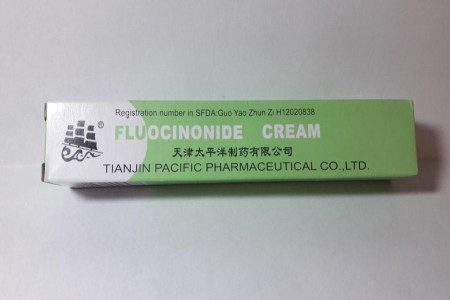 Registration number in SFDA:Guo Yao Zhun Zi H12020838
®
FLUOCINONIDE CREAM
天津太平洋制药有限公司
TIANJIN PACIFIC PHARMACEUTICAL CO.,LTD.